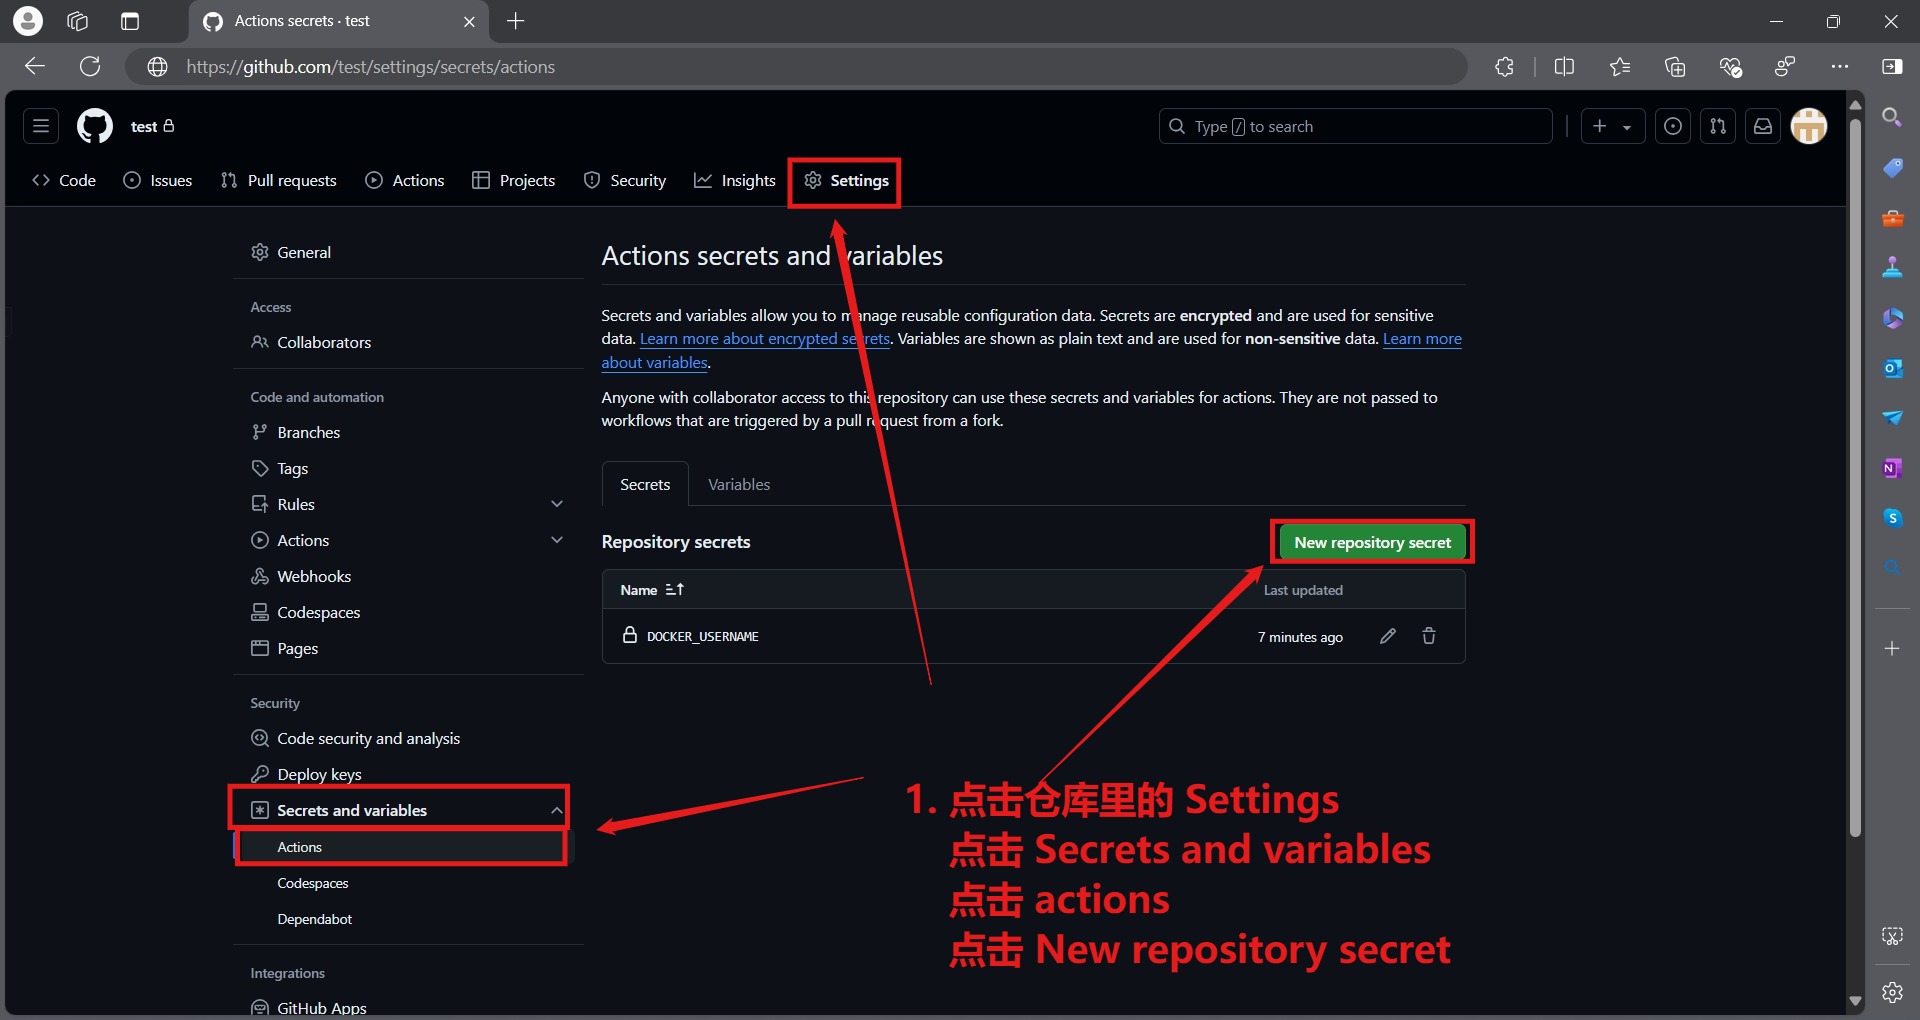 Actions secrets · test
https://github.com/test/settings/secrets/actions
test
Type / to search
Code
Issues
Pull requests
Actions
Projects
Security
Insights
Settings
General
Access
Collaborators
Code and automation
Branches
Tags
Rules
Actions
Webhooks
Codespaces
Pages
Security
Code security and analysis
Deploy keys
Secrets and variables
Actions
Codespaces
Dependabot
Integrations
GitHub Apps
Actions secrets and variables
Secrets and variables allow you to manage reusable configuration data. Secrets are encrypted and are used for sensitive
data. Learn more about encrypted secrets. Variables are shown as plain text and are used for non-sensitive data. Learn more
about variables.
Anyone with collaborator access to this repository can use these secrets and variables for actions. They are not passed to
workflows that are triggered by a pull request from a fork.
Secrets
Variables
Repository secrets
New repository secret
Name
Last updated
DOCKER_USERNAME
7 minutes ago
1. 点击仓库里的 Settings
点击 Secrets and variables
点击 actions
点击 New repository secret